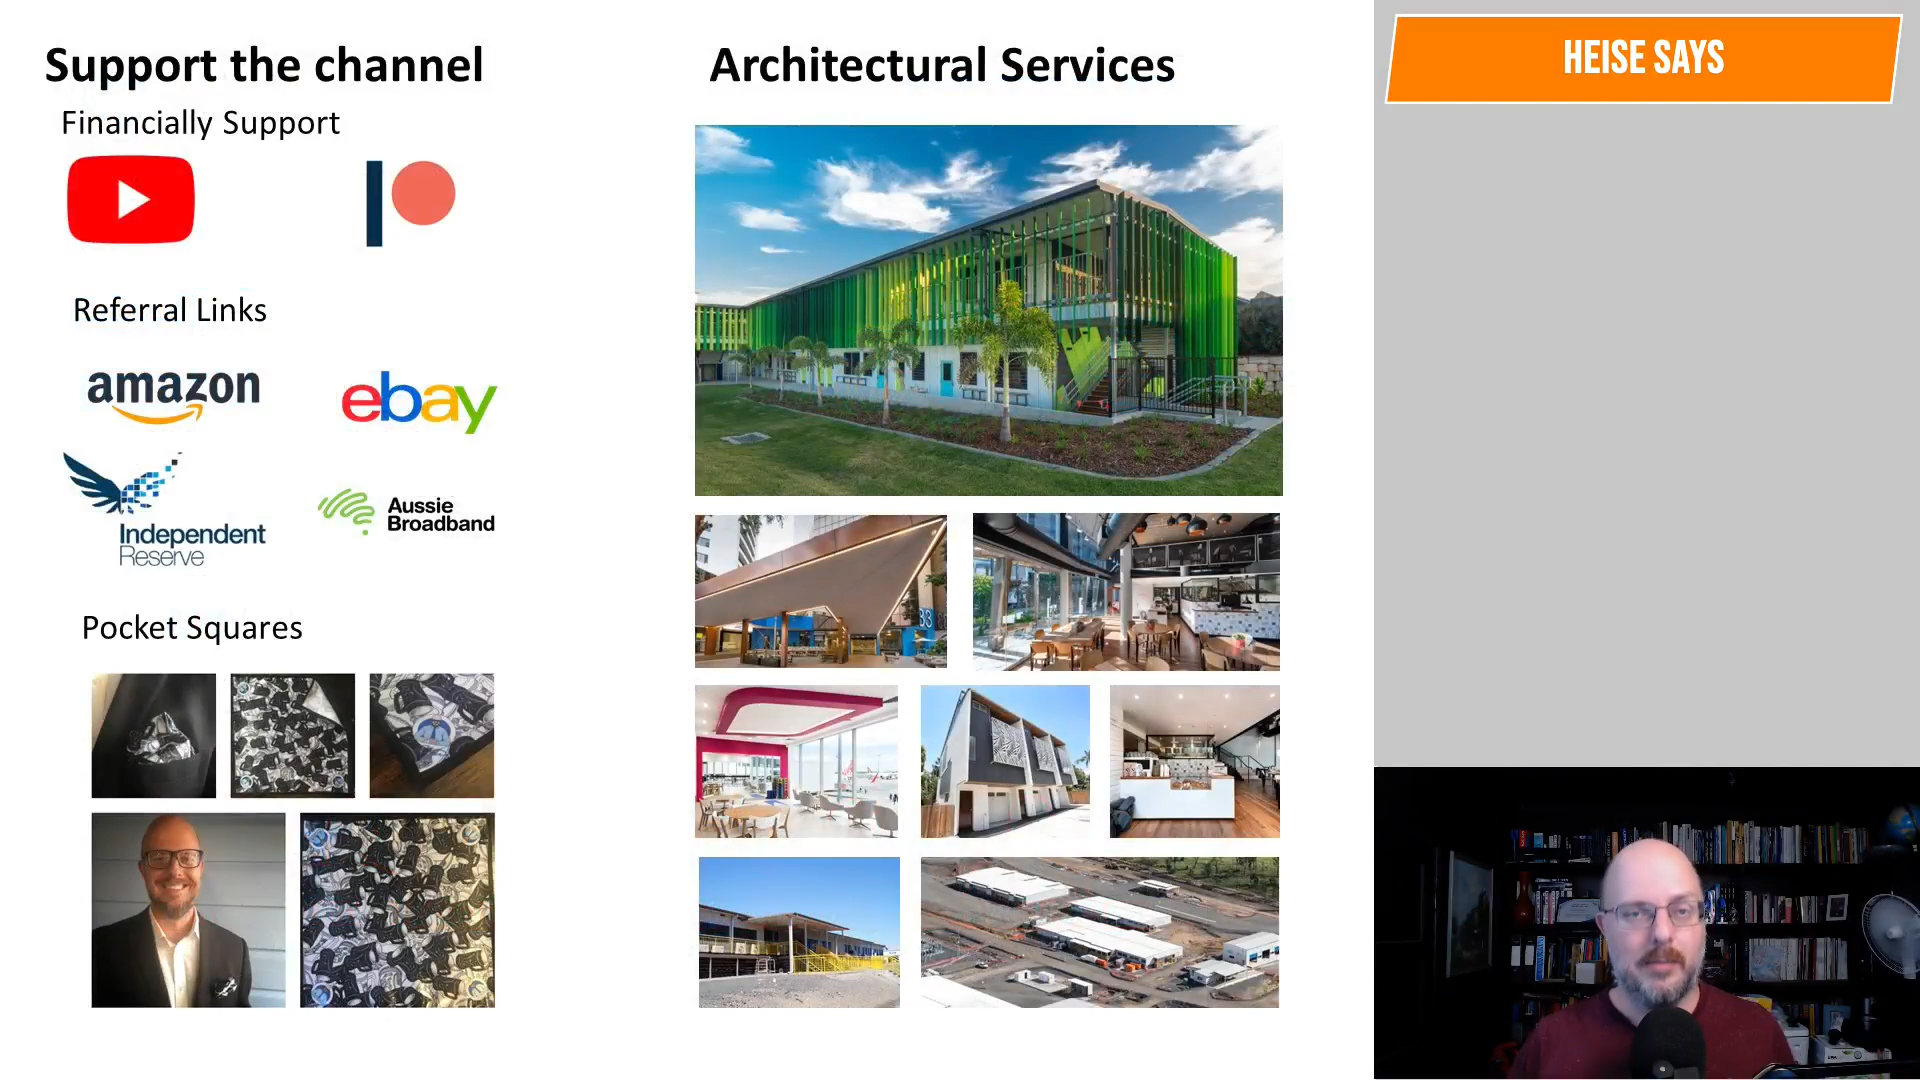 Support the channel
Financially Support
Referral Links
amazon
ebay
Independent
Reserve
Aussie
Broadband
Pocket Squares
Architectural Services
33
HEISE SAYS